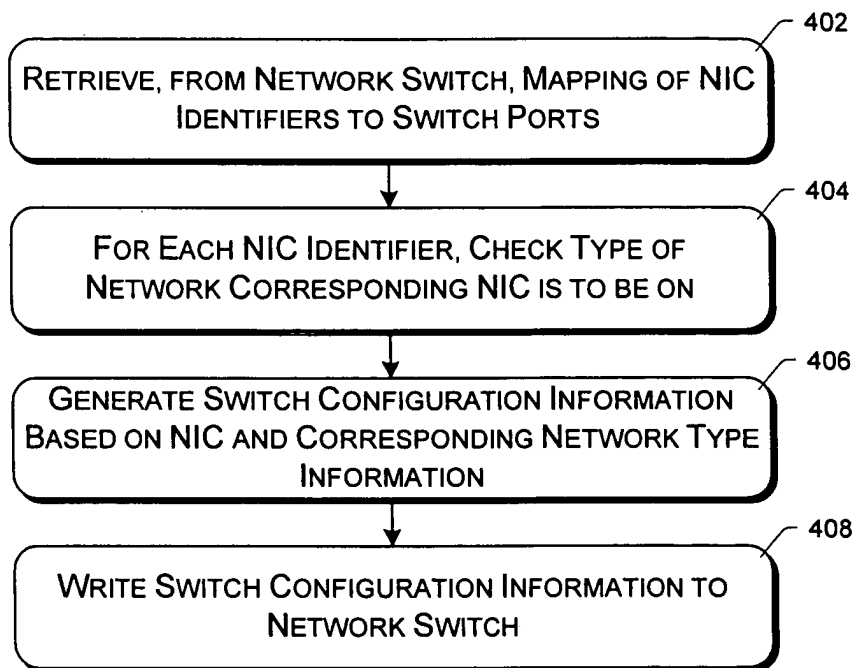 402
Retrieve, from Network Switch, Mapping of NIC
Identifiers to Switch Ports
404
For Each NIC Identifier, Check Type of
Network Corresponding NIC is to be on
406
Generate Switch Configuration Information
Based on NIC and Corresponding Network Type
Information
408
Write Switch Configuration Information to
Network Switch